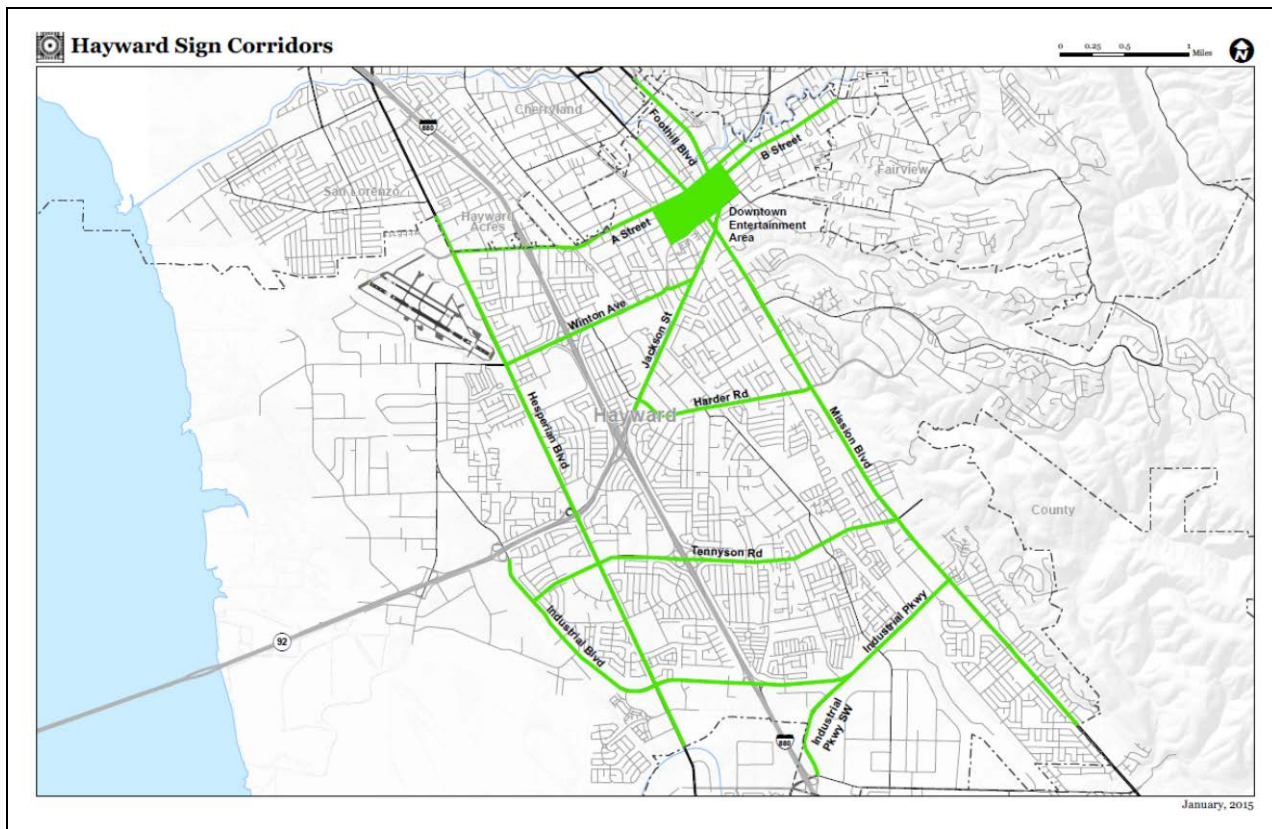 Hayward Sign Corridors
0 0.25 0.5 1
Miles
N
880
Cherryland
Foothill Blvd
B Street
Fairview
San Lorenzo
Hayward
Acres
A Street
Downtown
Entertainment
Area
Winton Ave
Jackson St
Hesperian Blvd
Harder Rd
Hayward
Mission Blvd
County
Tennyson Rd
Industrial Blvd
Industrial Pkwy
92
Industrial
Pkwy SW
880
January, 2015